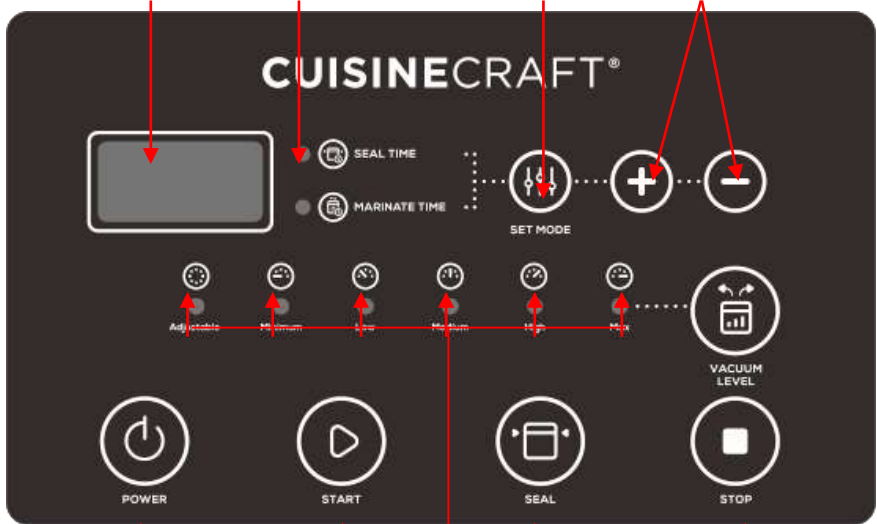 CUISINECRAFT®
SEAL TIME
MARINATE TIME
SET MODE
Adjustable Minimum Low Medium High Max
VACUUM
LEVEL
POWER START SEAL STOP